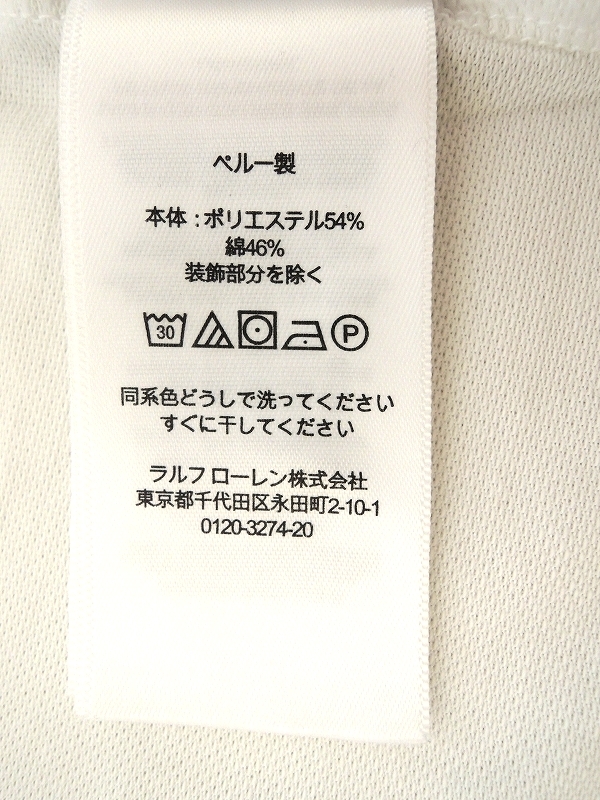 ペルー製
本体 : ポリエステル54%
綿46%
装飾部分を除く
30 P
同系色どうしで洗ってください
すぐに干してください
ラルフ ローレン株式会社
東京都千代田区永田町2-10-1
0120-3274-20